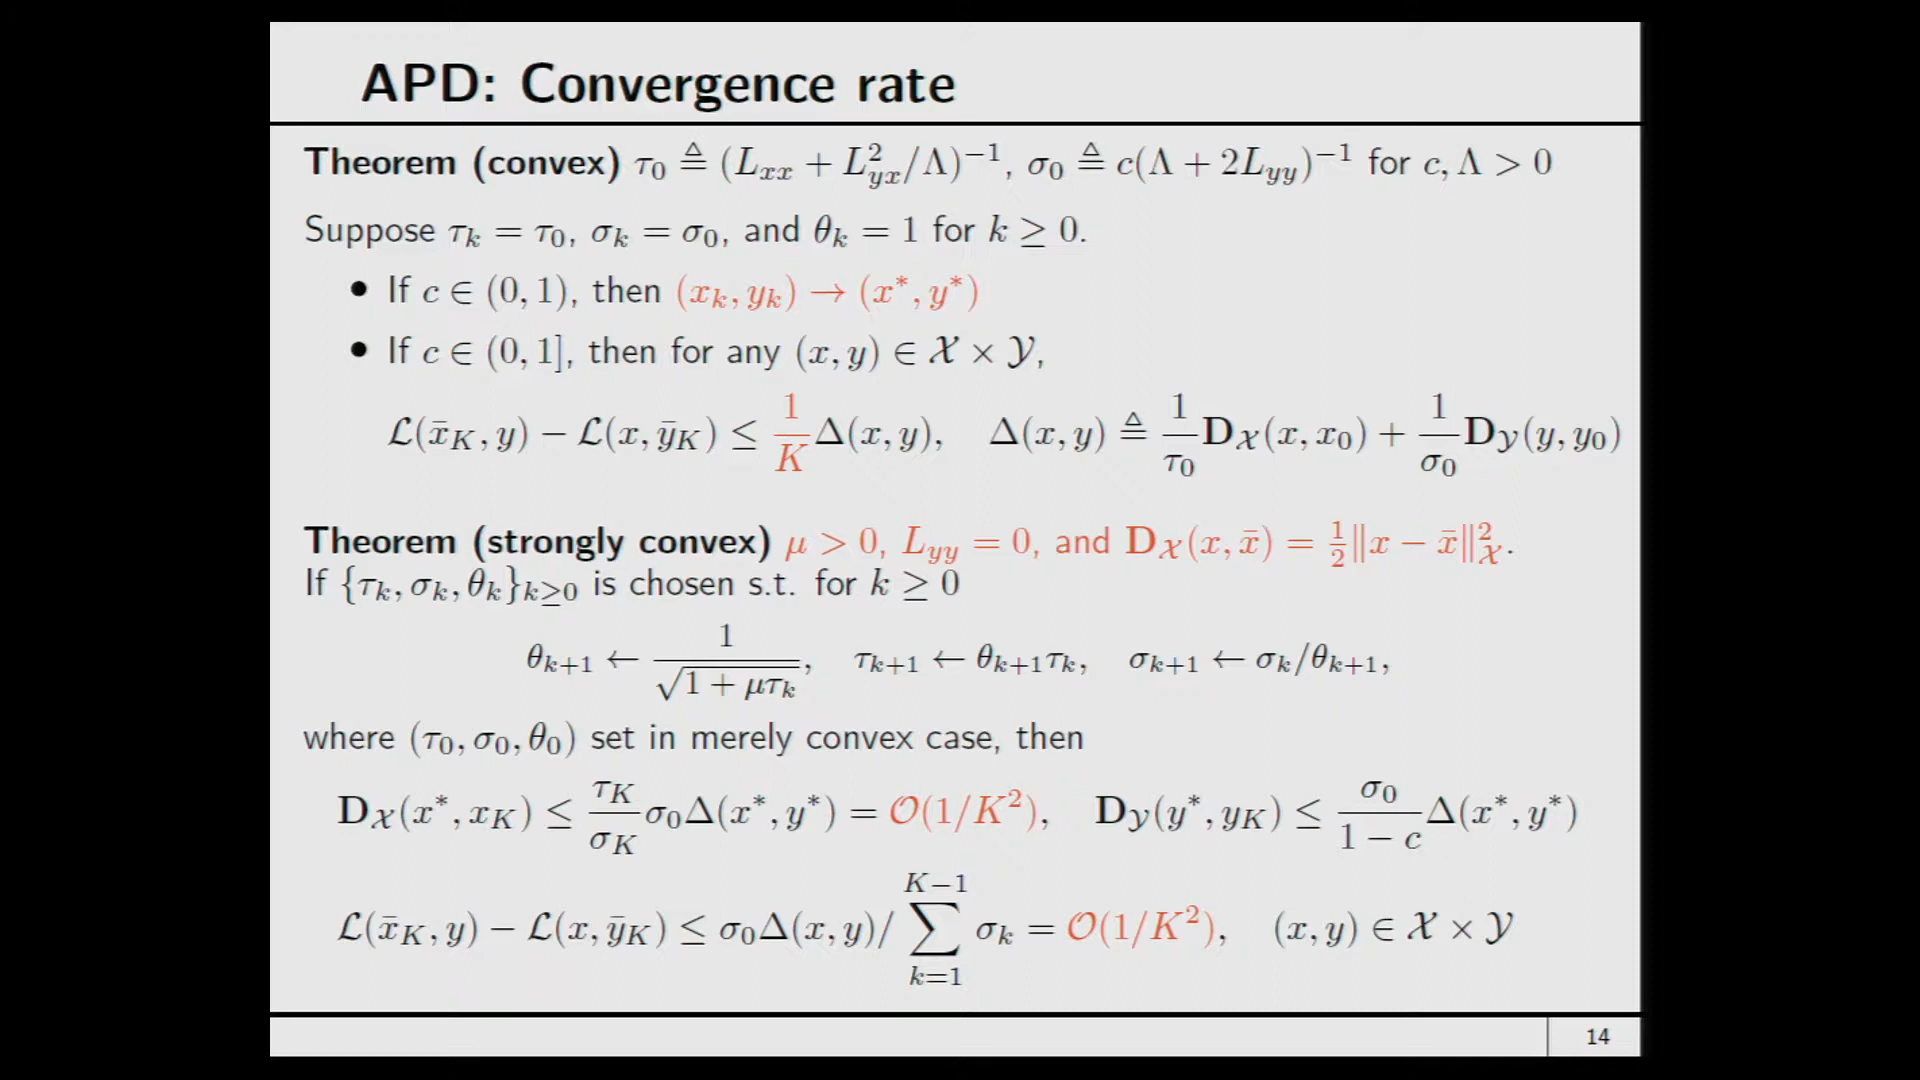 APD: Convergence rate
Theorem (convex) τ₀ ≜ (Lₓₓ + L²_yx/Λ)⁻¹, σ₀ ≜ c(Λ + 2L_yy)⁻¹ for c, Λ > 0
Suppose τ_k = τ₀, σ_k = σ₀, and θ_k = 1 for k ≥ 0.
• If c ∈ (0, 1), then (x_k, y_k) → (x*, y*)
• If c ∈ (0, 1], then for any (x, y) ∈ 𝒳 × 𝒴,
ℒ(x̄_K, y) − ℒ(x, ȳ_K) ≤ 1/K Δ(x, y), Δ(x, y) ≜ 1/τ₀ D_𝒳(x, x₀) + 1/σ₀ D_𝒴(y, y₀)
Theorem (strongly convex) μ > 0, L_yy = 0, and D_𝒳(x, x̄) = ½‖x − x̄‖²_𝒳.
If {τ_k, σ_k, θ_k}_{k≥0} is chosen s.t. for k ≥ 0
θ_{k+1} ← 1/√(1 + μτ_k), τ_{k+1} ← θ_{k+1}τ_k, σ_{k+1} ← σ_k/θ_{k+1},
where (τ₀, σ₀, θ₀) set in merely convex case, then
D_𝒳(x*, x_K) ≤ τ_K/σ_K σ₀Δ(x*, y*) = 𝒪(1/K²), D_𝒴(y*, y_K) ≤ σ₀/(1 − c) Δ(x*, y*)
ℒ(x̄_K, y) − ℒ(x, ȳ_K) ≤ σ₀Δ(x, y)/ ∑_{k=1}^{K−1} σ_k = 𝒪(1/K²), (x, y) ∈ 𝒳 × 𝒴
14